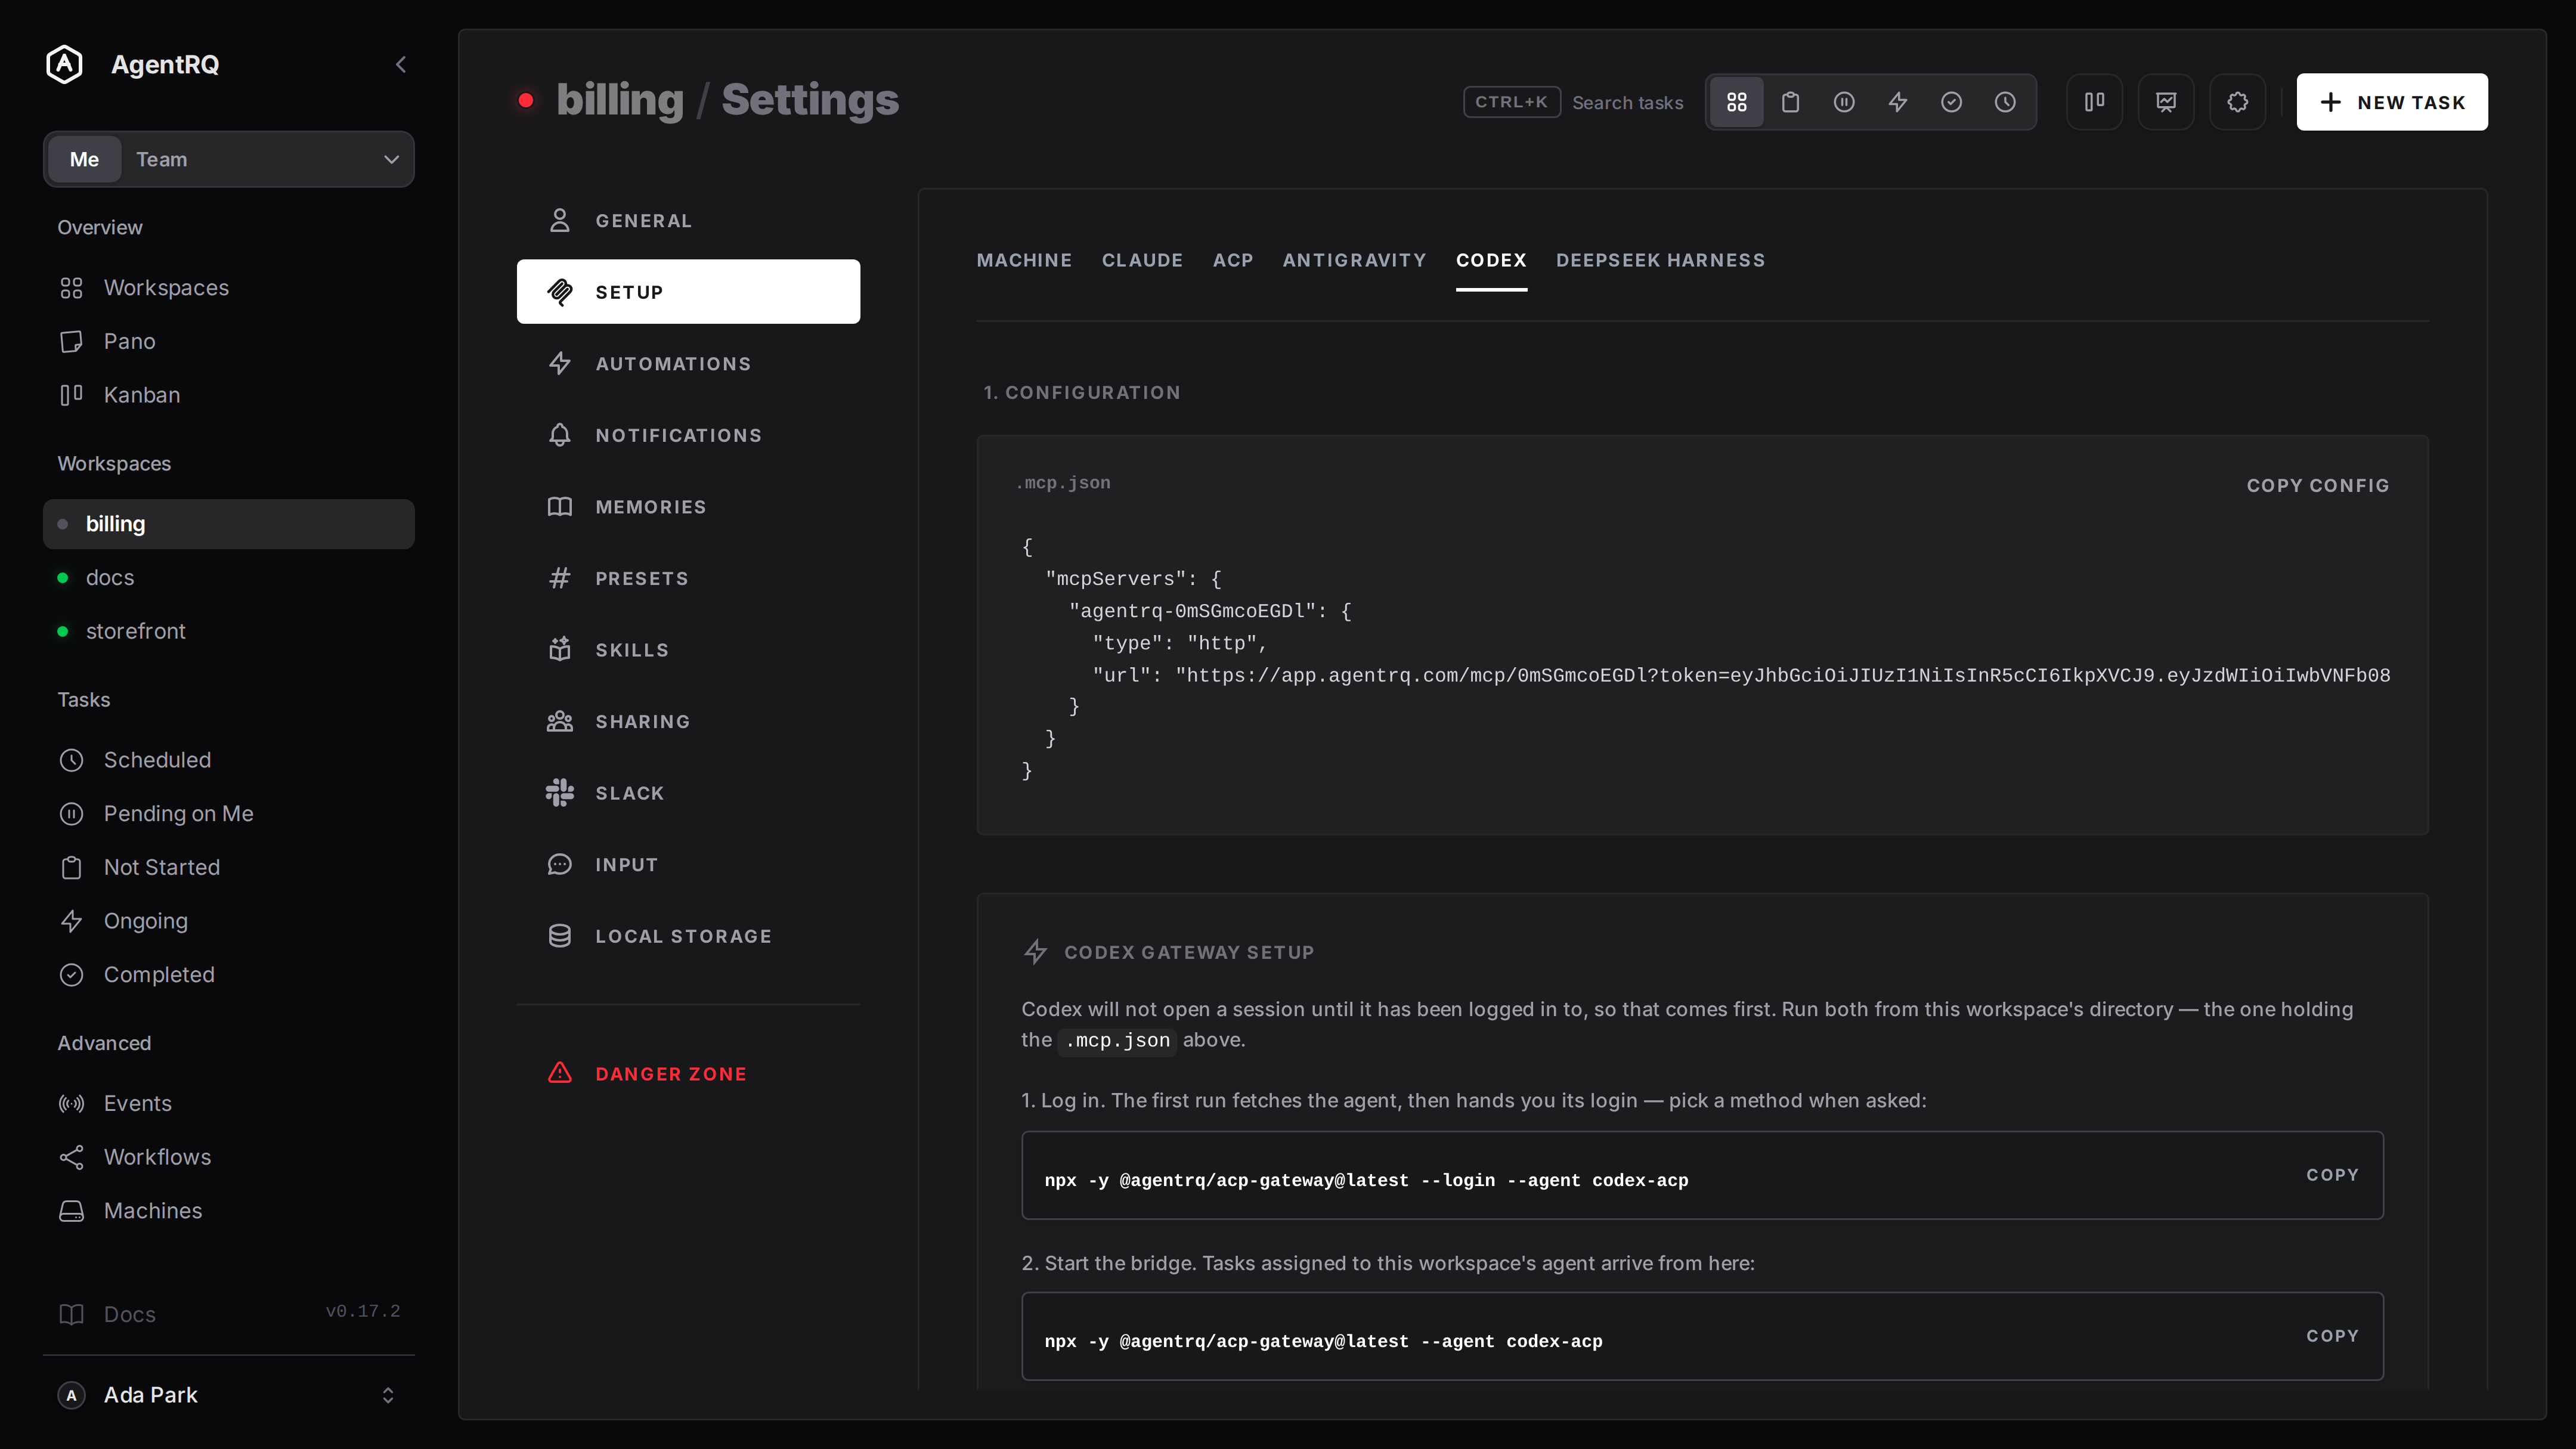 AgentRQ
Me
Team
Overview
Workspaces
Pano
Kanban
Workspaces
billing
docs
storefront
Tasks
Scheduled
Pending on Me
Not Started
Ongoing
Completed
Advanced
Events
Workflows
Machines
Docs
v0.17.2
A
Ada Park
billing / Settings
CTRL+K
Search tasks
NEW TASK
GENERAL
SETUP
AUTOMATIONS
NOTIFICATIONS
MEMORIES
PRESETS
SKILLS
SHARING
SLACK
INPUT
LOCAL STORAGE
DANGER ZONE
MACHINE
CLAUDE
ACP
ANTIGRAVITY
CODEX
DEEPSEEK HARNESS
1. CONFIGURATION
.mcp.json
COPY CONFIG
{
"mcpServers": {
"agentrq-0mSGmcoEGDl": {
"type": "http",
"url": "https://app.agentrq.com/mcp/0mSGmcoEGDl?token=eyJhbGciOiJIUzI1NiIsInR5cCI6IkpXVCJ9.eyJzdWIiOiIwbVNFb08
}
}
}
CODEX GATEWAY SETUP
Codex will not open a session until it has been logged in to, so that comes first. Run both from this workspace's directory — the one holding
the .mcp.json above.
1. Log in. The first run fetches the agent, then hands you its login — pick a method when asked:
npx -y @agentrq/acp-gateway@latest --login --agent codex-acp
COPY
2. Start the bridge. Tasks assigned to this workspace's agent arrive from here:
npx -y @agentrq/acp-gateway@latest --agent codex-acp
COPY